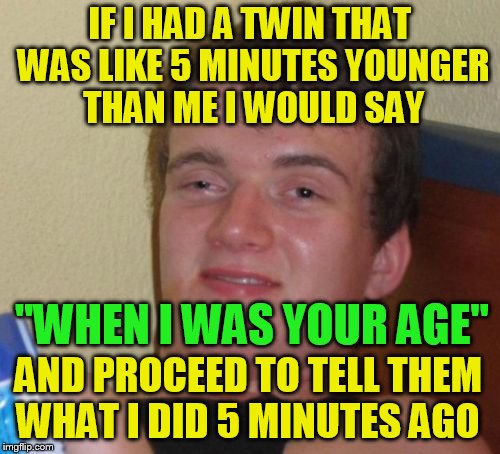 IF I HAD A TWIN THAT
WAS LIKE 5 MINUTES YOUNGER
THAN ME I WOULD SAY
"WHEN I WAS YOUR AGE"
AND PROCEED TO TELL THEM
WHAT I DID 5 MINUTES AGO
imgflip.com